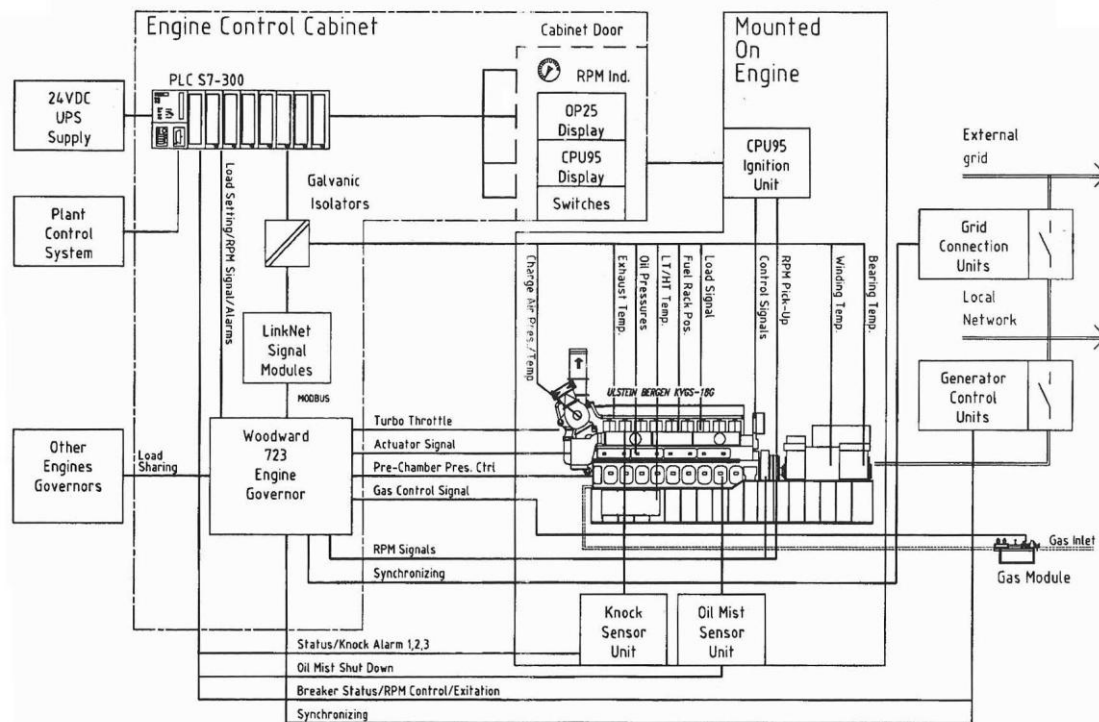 Engine Control Cabinet
Cabinet Door
Mounted
On
Engine
PLC S7-300
RPM Ind.
24VDC
UPS
Supply
OP25
Display
CPU95
Display
Switches
CPU95
Ignition
Unit
External
grid
Plant
Control
System
Load Setting/RPM Signal/Alarms
Galvanic
Isolators
Grid
Connection
Units
Charge Air Pres./Temp
Exhaust Temp.
Oil Pressures
LT/HT Temp.
Fuel Rack Pos.
Load Signal
Control Signals
RPM Pick-Up
Winding Temp.
Bearing Temp.
Local
Network
LinkNet
Signal
Modules
MODBUS
ULSTEIN BERGEN KVGS-18G
Generator
Control
Units
Other
Engines
Governors
Load
Sharing
Woodward
723
Engine
Governor
Turbo Throttle
Actuator Signal
Pre-Chamber Pres. Ctrl
Gas Control Signal
RPM Signals
Synchronizing
Gas Inlet
Gas Module
Knock
Sensor
Unit
Oil Mist
Sensor
Unit
Status/Knock Alarm 1,2,3
Oil Mist Shut Down
Breaker Status/RPM Control/Exitation
Synchronizing